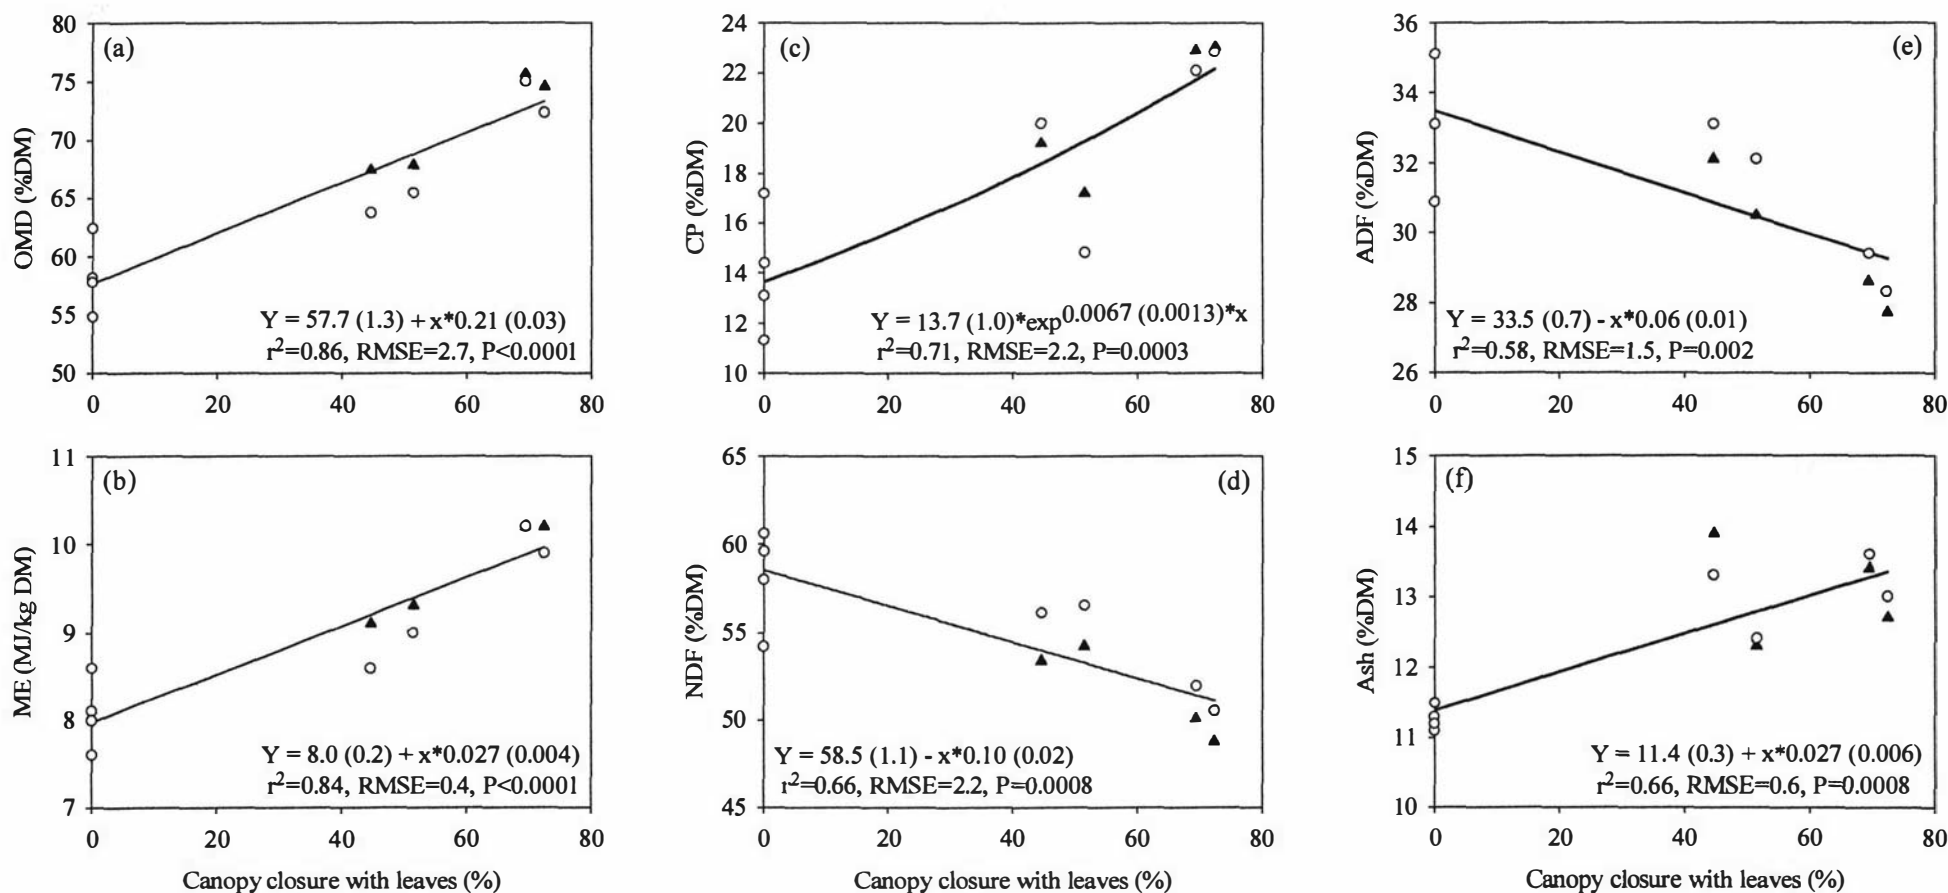 (a)
OMD (%DM)
80
75
70
65
60
55
50
Y = 57.7 (1.3) + x*0.21 (0.03)
r²=0.86, RMSE=2.7, P<0.0001
0 20 40 60 80
(b)
ME (MJ/kg DM)
11
10
9
8
7
Y = 8.0 (0.2) + x*0.027 (0.004)
r²=0.84, RMSE=0.4, P<0.0001
0 20 40 60 80
Canopy closure with leaves (%)
(c)
CP (%DM)
24
22
20
18
16
14
12
10
Y = 13.7 (1.0)*exp0.0067 (0.0013)*x
r²=0.71, RMSE=2.2, P=0.0003
0 20 40 60 80
(d)
NDF (%DM)
65
60
55
50
45
Y = 58.5 (1.1) - x*0.10 (0.02)
r²=0.66, RMSE=2.2, P=0.0008
0 20 40 60 80
Canopy closure with leaves (%)
(e)
ADF (%DM)
36
34
32
30
28
26
Y = 33.5 (0.7) - x*0.06 (0.01)
r²=0.58, RMSE=1.5, P=0.002
0 20 40 60 80
(f)
Ash (%DM)
15
14
13
12
11
10
Y = 11.4 (0.3) + x*0.027 (0.006)
r²=0.66, RMSE=0.6, P=0.0008
0 20 40 60 80
Canopy closure with leaves (%)